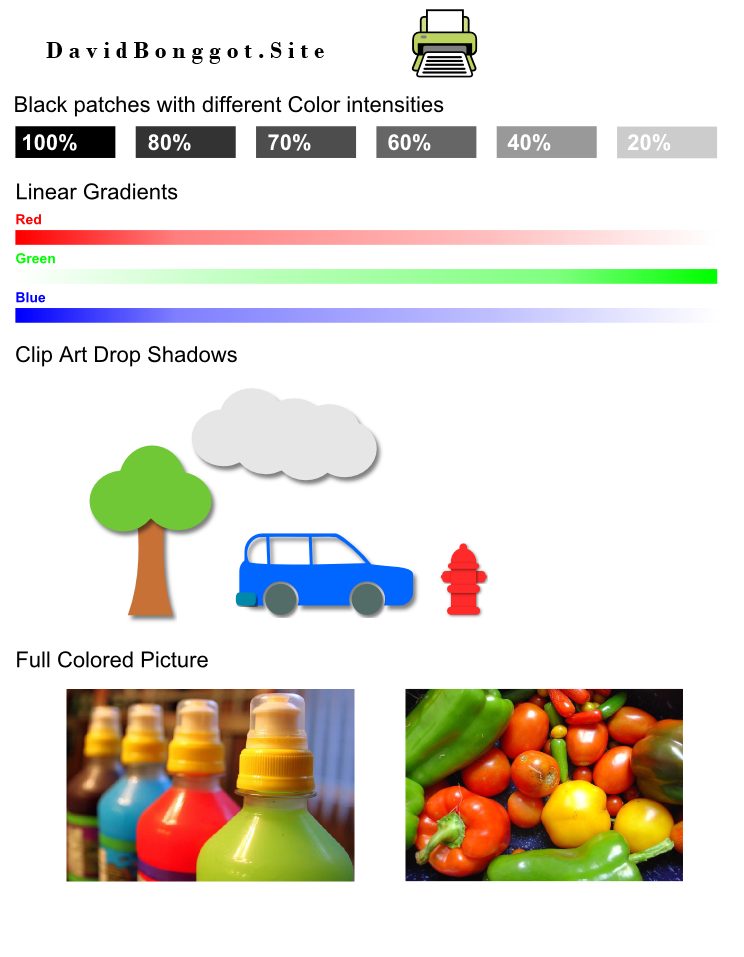 DavidBonggot.Site
Black patches with different Color intensities
100% 80% 70% 60% 40% 20%
Linear Gradients
Red
Green
Blue
Clip Art Drop Shadows
Full Colored Picture